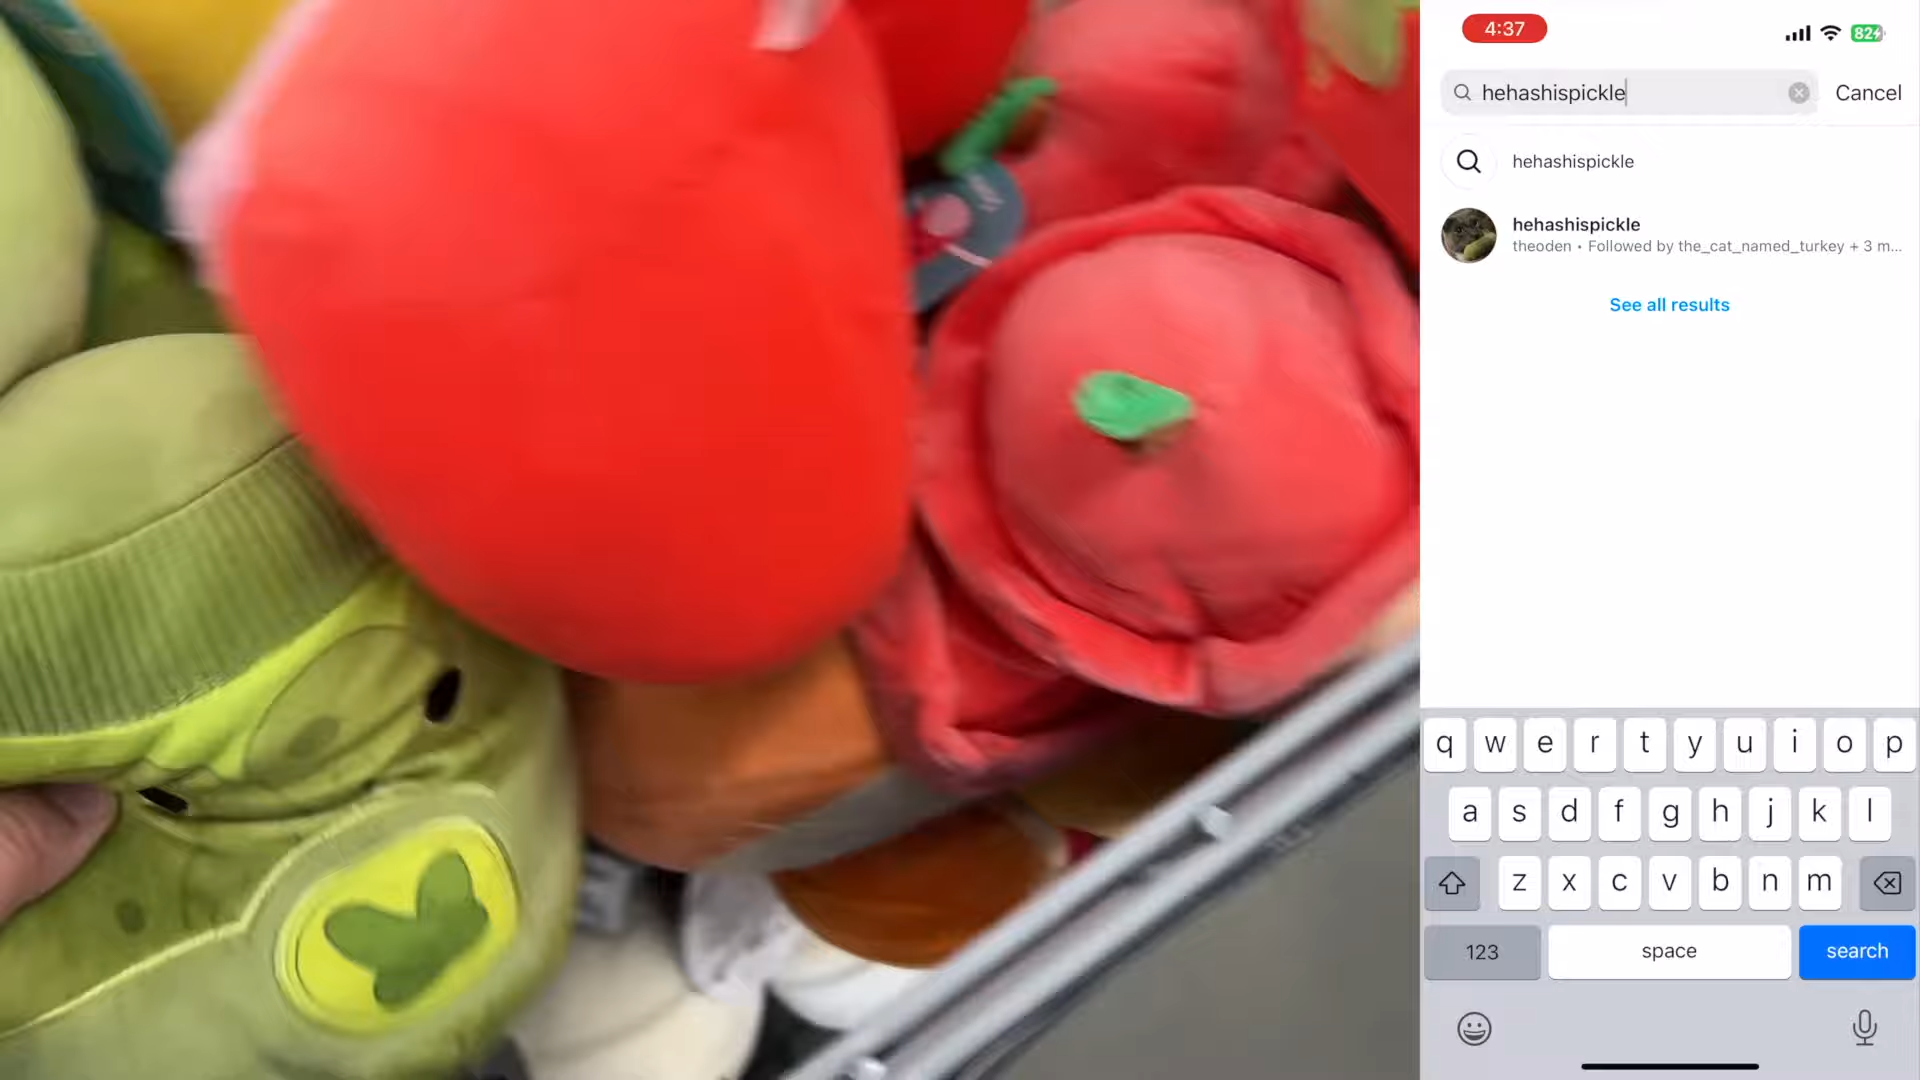 4:37
82
hehashispickle
Cancel
hehashispickle
hehashispickle
theoden • Followed by the_cat_named_turkey + 3 m...
See all results
q w e r t y u i o p
a s d f g h j k l
z x c v b n m
123
space
search